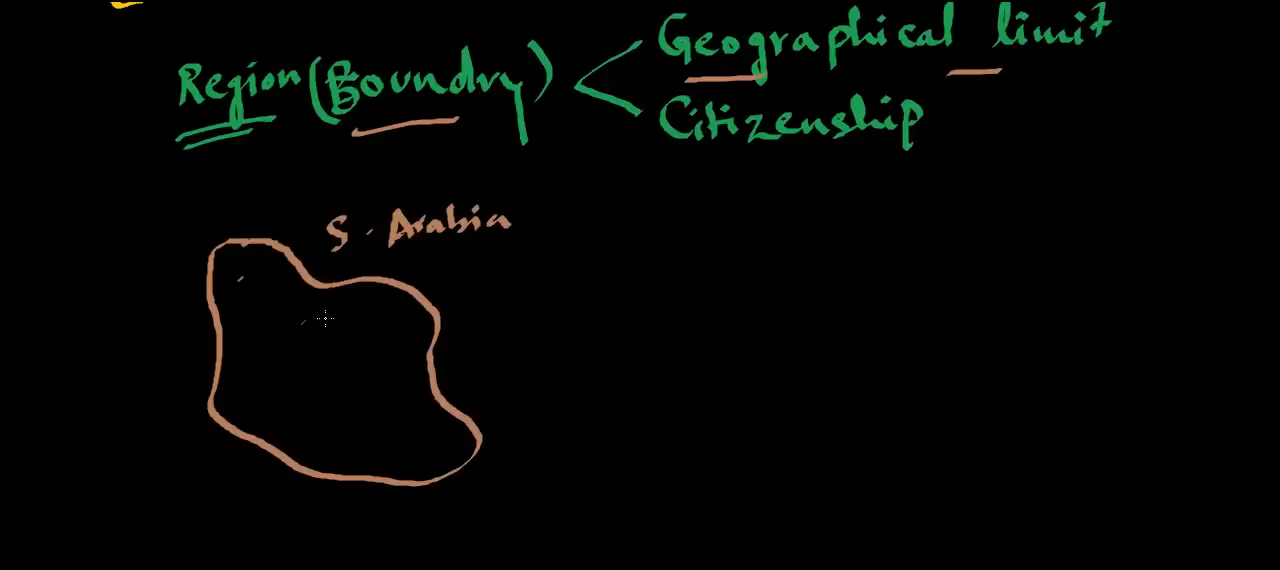 Geographical limit
Region (Boundry) <
Citizenship
S. Arabia